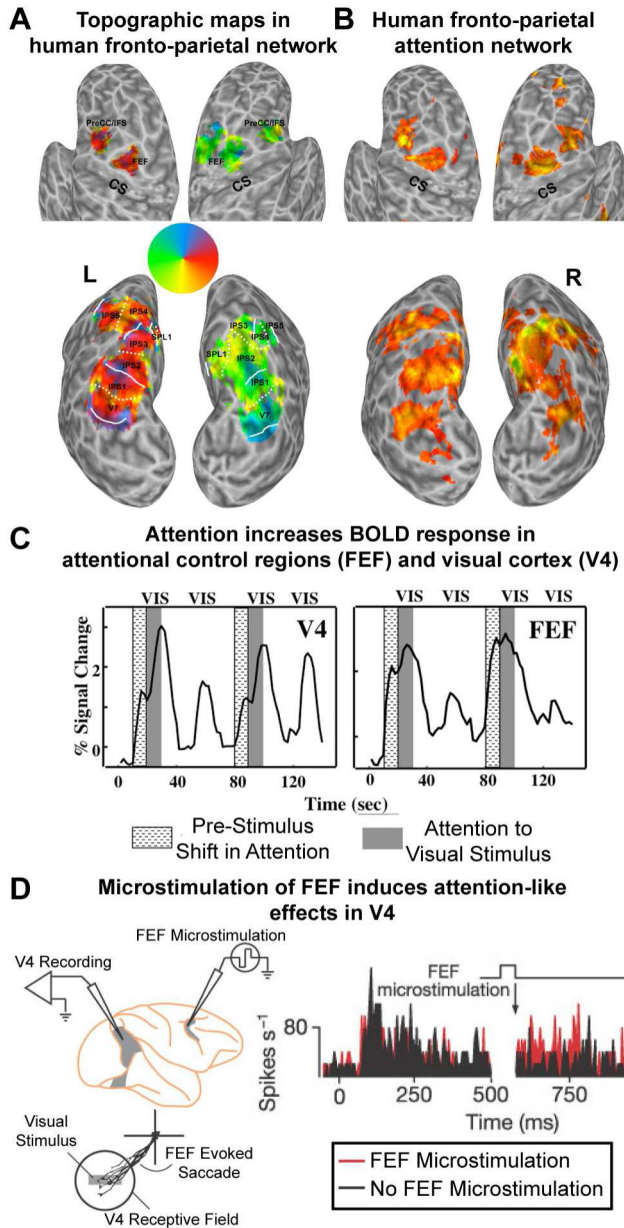 A
Topographic maps in
human fronto-parietal network
B
Human fronto-parietal
attention network
PreCC/IFS
FEF
CS
PreCC/IFS
FEF
CS
CS
CS
L
R
IPS5
IPS4
SPL1
IPS3
IPS2
IPS1
V7
IPS3
IPS5
IPS4
SPL1
IPS2
IPS1
V7
C
Attention increases BOLD response in
attentional control regions (FEF) and visual cortex (V4)
VIS VIS VIS VIS
V4
VIS VIS VIS VIS
FEF
% Signal Change
2
0
0 40 80 120
0 40 80 120
Time (sec)
Pre-Stimulus
Shift in Attention
Attention to
Visual Stimulus
D
Microstimulation of FEF induces attention-like
effects in V4
FEF Microstimulation
V4 Recording
Visual
Stimulus
FEF Evoked
Saccade
V4 Receptive Field
FEF
microstimulation
80
Spikes s⁻¹
0 250 500 750
Time (ms)
FEF Microstimulation
No FEF Microstimulation